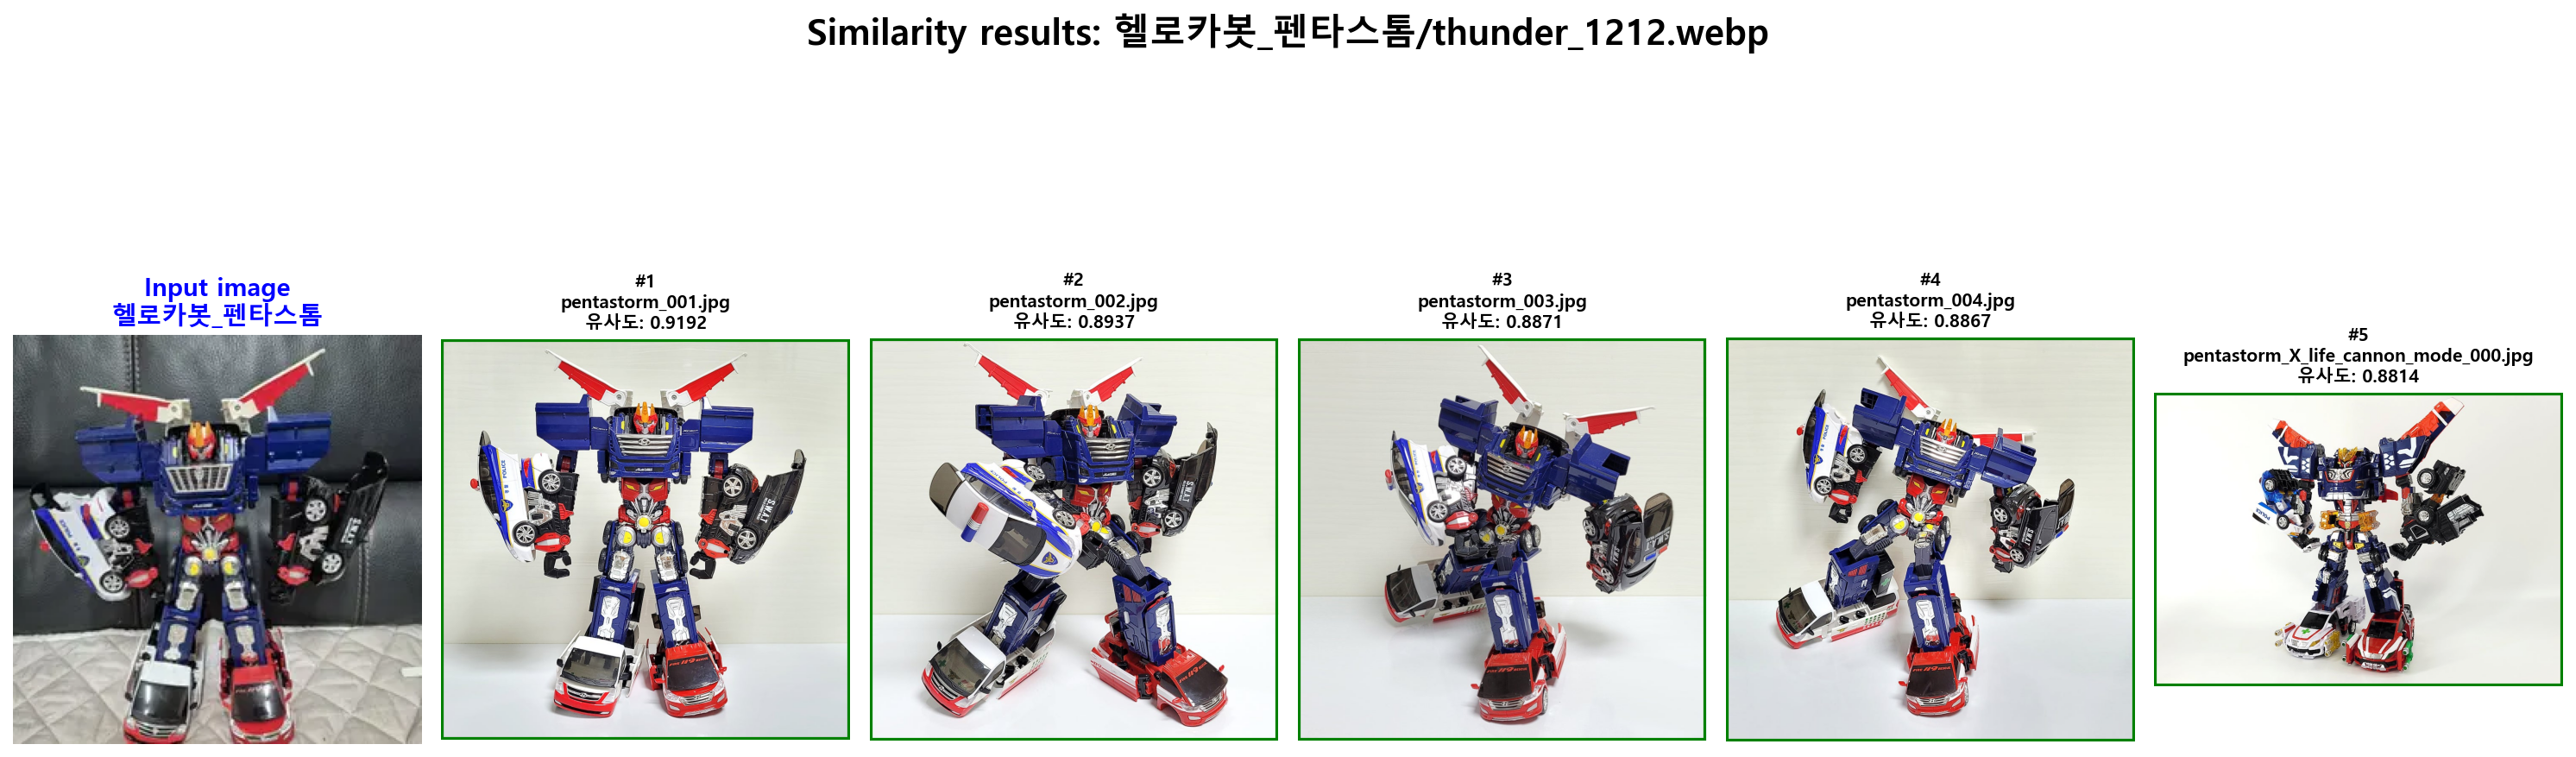 Similarity results: 헬로카봇_펜타스톰/thunder_1212.webp
Input image
헬로카봇_펜타스톰
#1
pentastorm_001.jpg
유사도: 0.9192
#2
pentastorm_002.jpg
유사도: 0.8937
#3
pentastorm_003.jpg
유사도: 0.8871
#4
pentastorm_004.jpg
유사도: 0.8867
#5
pentastorm_X_life_cannon_mode_000.jpg
유사도: 0.8814
POLICE
S.W.A.T
S.W.A.T